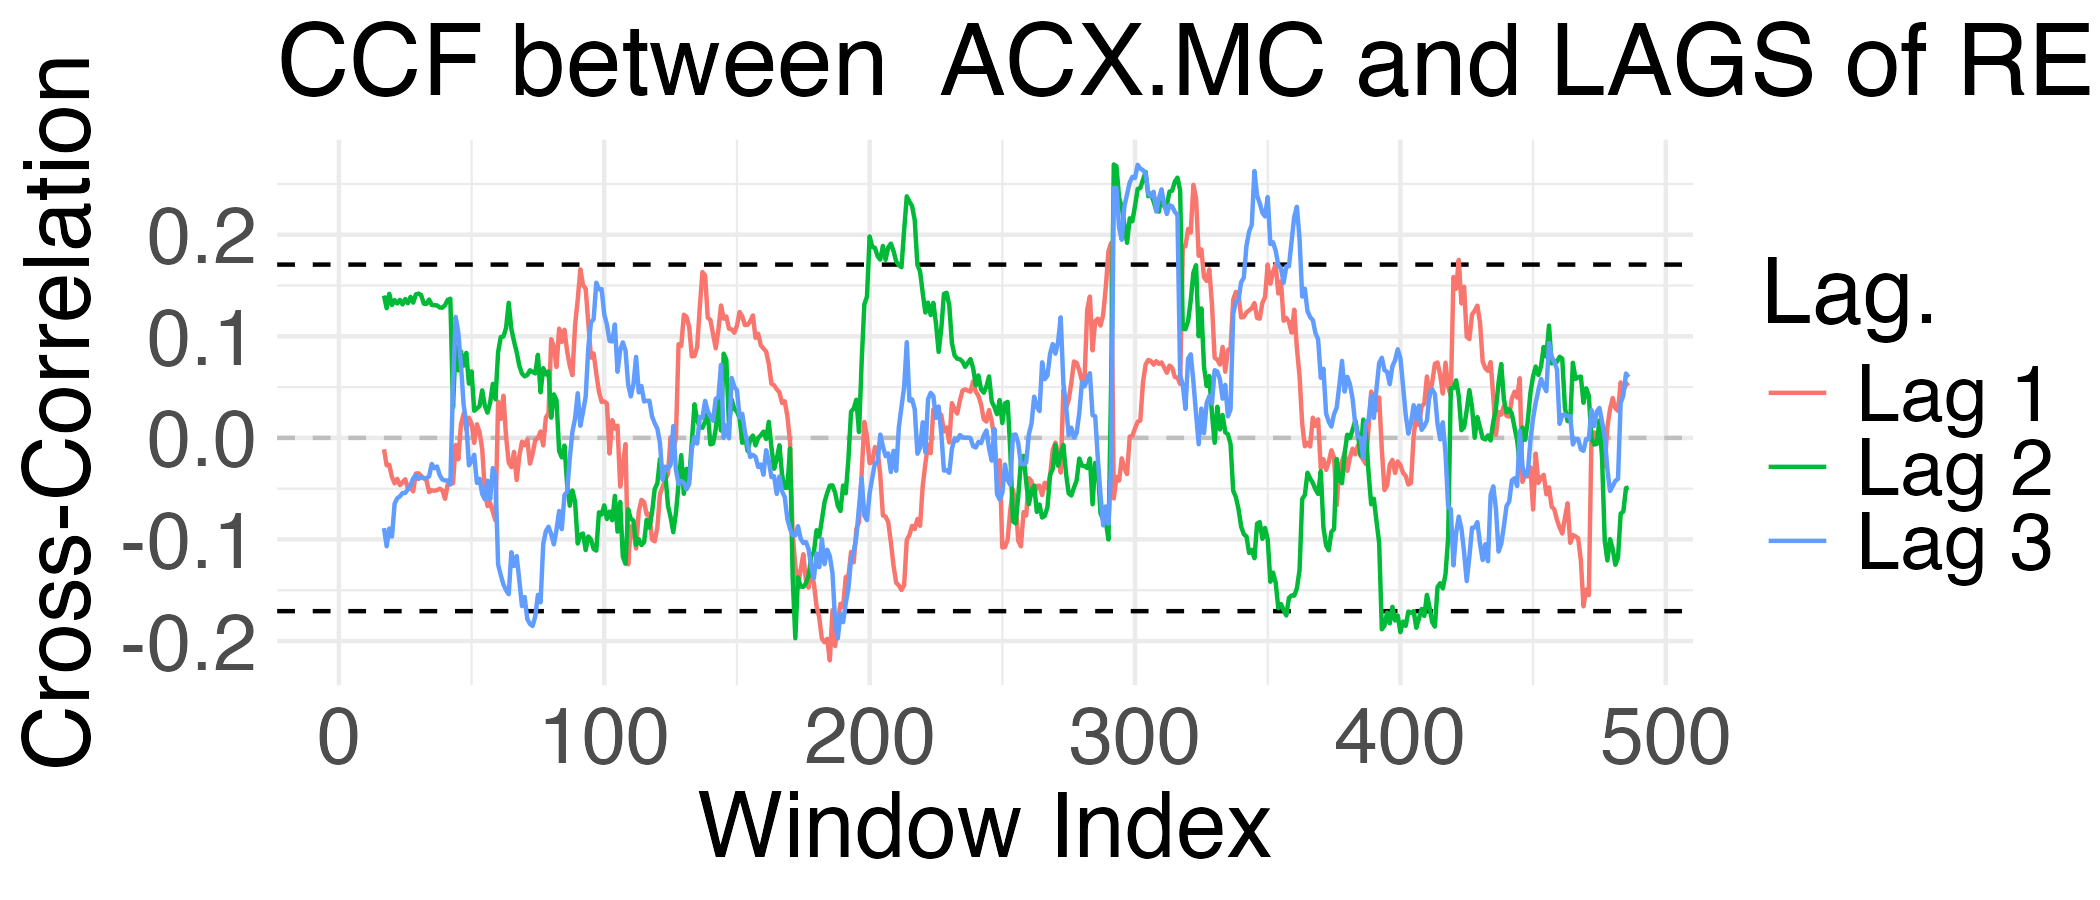 CCF between  ACX.MC and LAGS of RE
Cross-Correlation
0.2
0.1
0.0
-0.1
-0.2
0 100 200 300 400 500
Window Index
Lag.
Lag 1
Lag 2
Lag 3